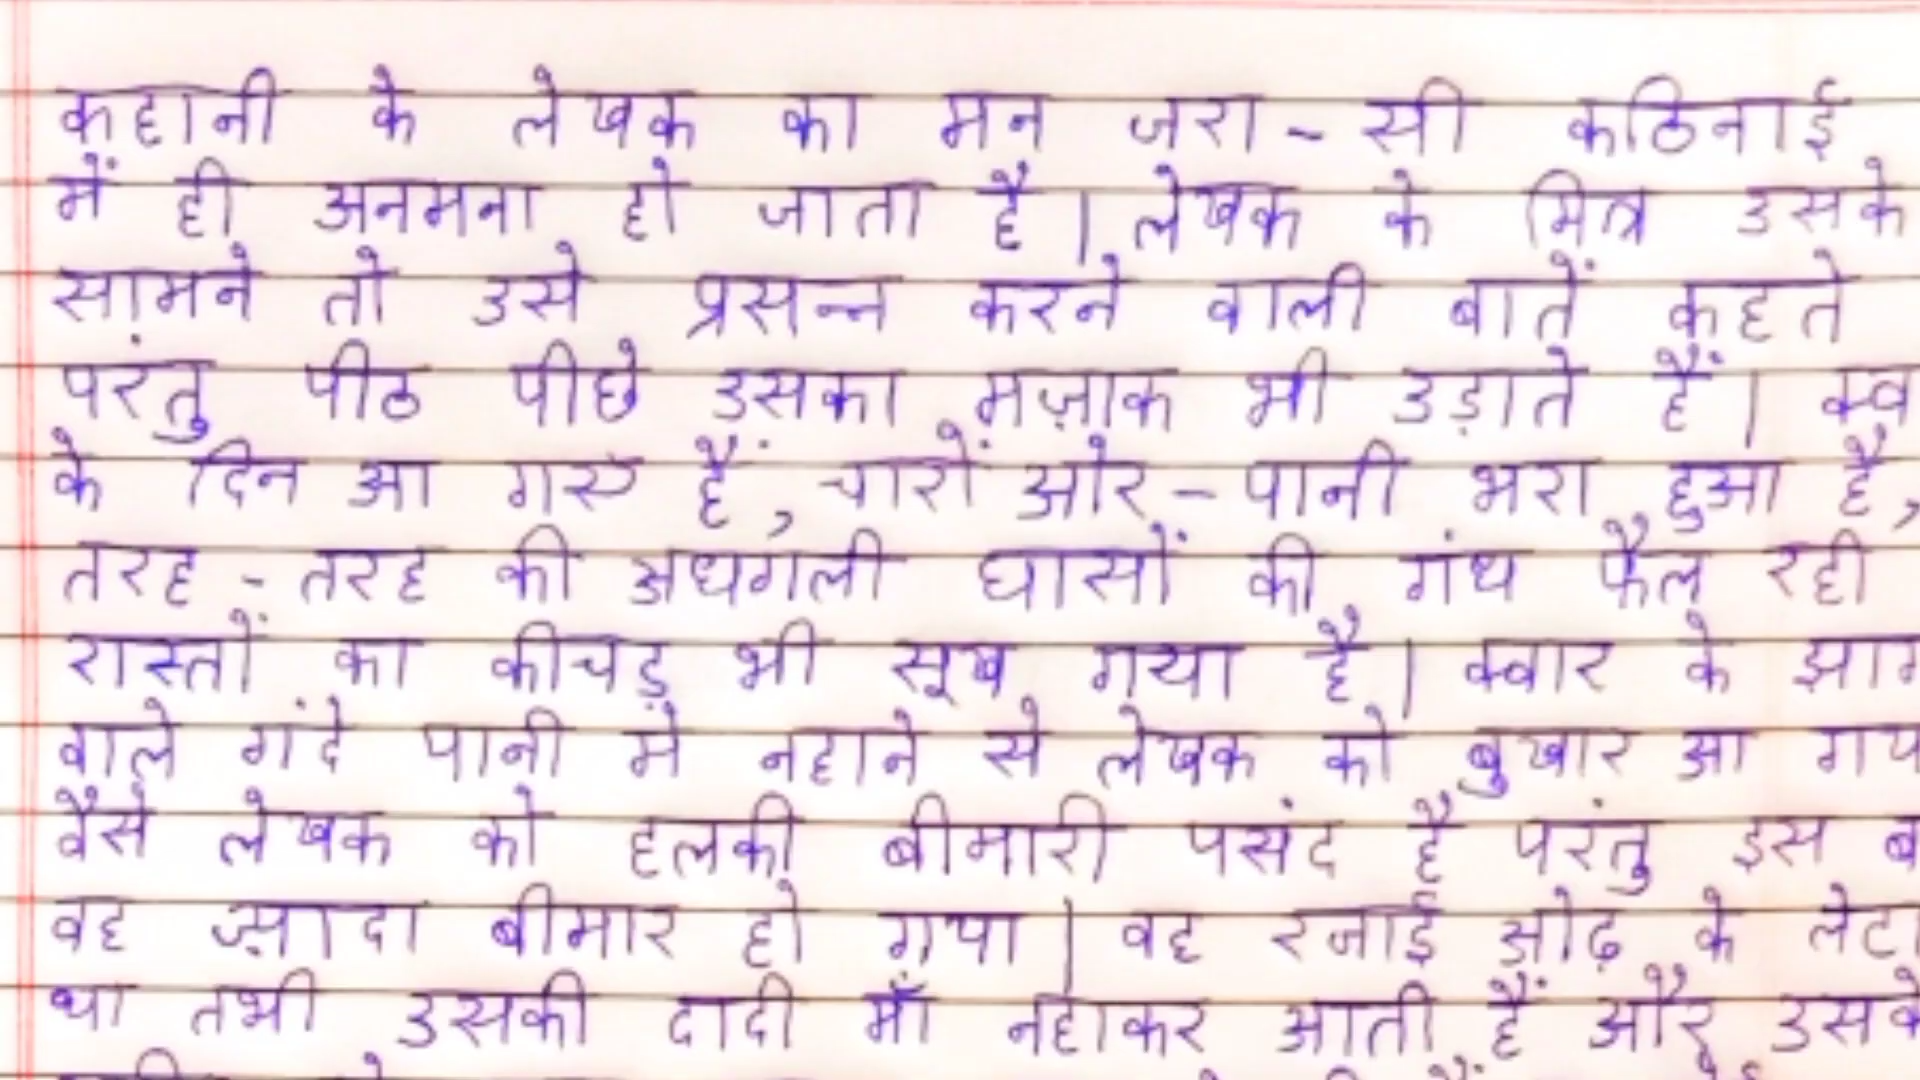 कहानी के लेखक का मन जरा - सी कठिनाई
में ही अनमना हो जाता है। लेखक के मित्र उसके
सामने तो उसे प्रसन्न करने वाली बातें कहते
परंतु पीठ पीछे उसका मज़ाक भी उड़ाते हैं।
के दिन आ गए हैं, चारों ओर - पानी भरा हुआ है,
तरह - तरह की अधगली घासों की गंध फैल रही
रास्तों का कीचड़ भी सूख गया है। क्वार के
वाले गंदे पानी में नहाने से लेखक को बुखार आ
वैसे लेखक को हलकी बीमारी पसंद है परंतु इस
वह ज़्यादा बीमार हो गया। वह रजाई ओढ़ के लेटा
था तभी उसकी दादी माँ नहाकर आती हैं और उसके